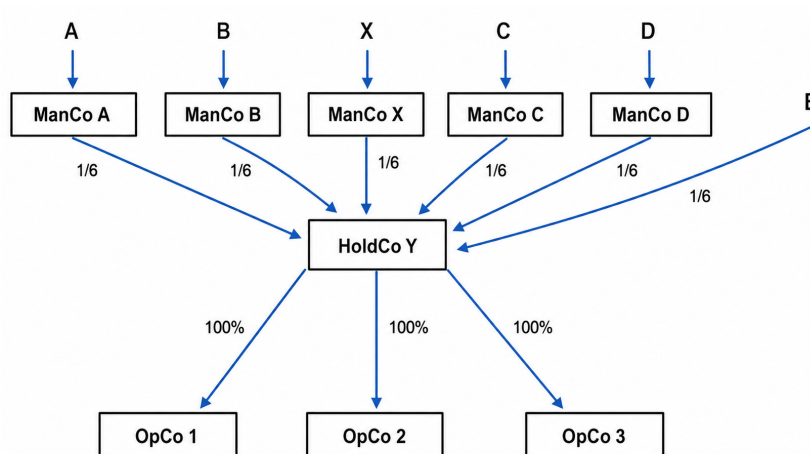 A B X C D
ManCo A ManCo B ManCo X ManCo C ManCo D
1/6 1/6 1/6 1/6 1/6 1/6
HoldCo Y
100% 100% 100%
OpCo 1 OpCo 2 OpCo 3